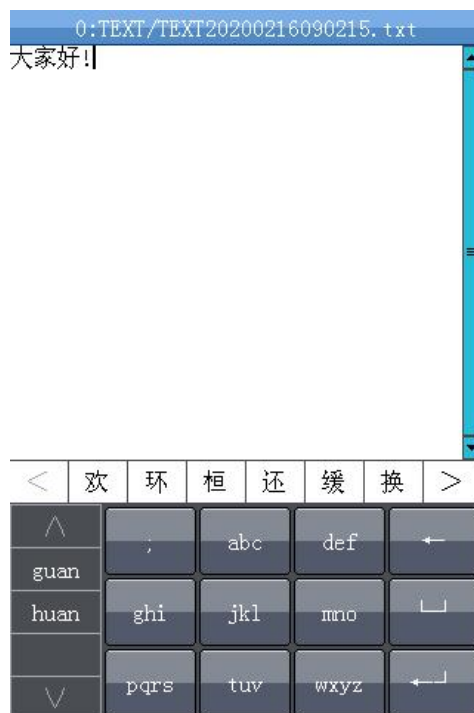 0:TEXT/TEXT20200216090215.txt
大家好!
< 欢 环 桓 还 缓 换 >
; abc def ←
guan
huan ghi jkl mno
pqrs tuv wxyz